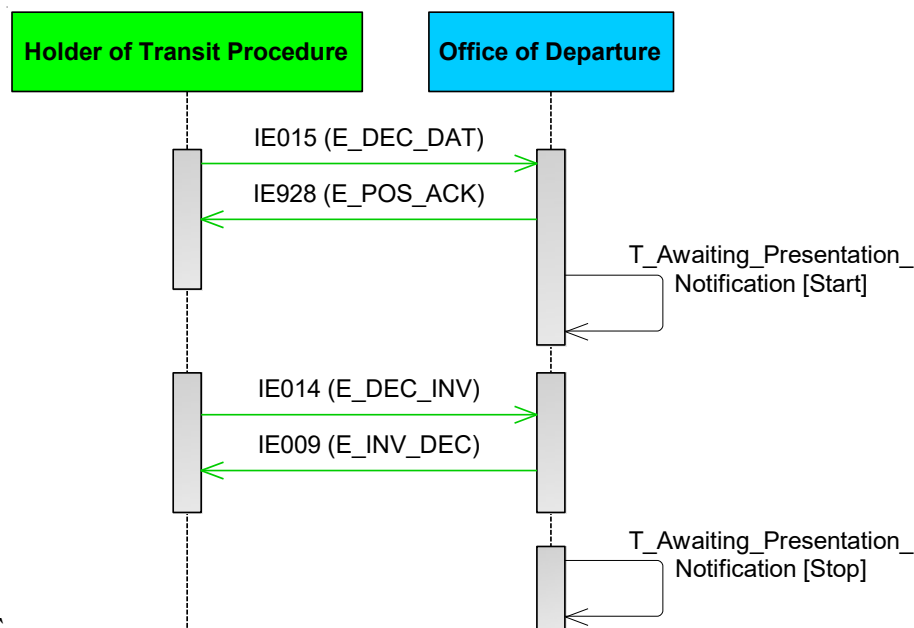 Holder of Transit Procedure
Office of Departure
IE015 (E_DEC_DAT)
IE928 (E_POS_ACK)
T_Awaiting_Presentation_
Notification [Start]
IE014 (E_DEC_INV)
IE009 (E_INV_DEC)
T_Awaiting_Presentation_
Notification [Stop]